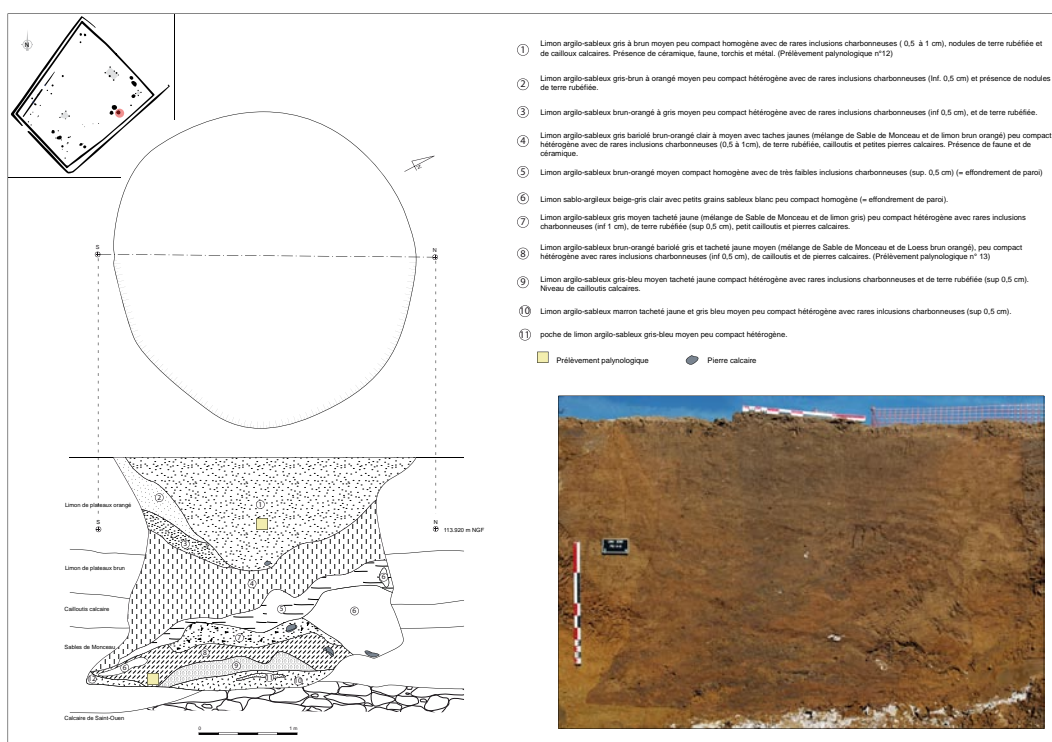 N
① Limon argilo-sableux gris à brun moyen peu compact homogène avec de rares inclusions charbonneuses ( 0,5 à 1 cm), nodules de terre rubéfiée et
de cailloux calcaires. Présence de céramique, faune, torchis et métal. (Prélèvement palynologique n°12)
② Limon argilo-sableux gris-brun à orangé moyen peu compact hétérogène avec de rares inclusions charbonneuses (Inf. 0,5 cm) et présence de nodules
de terre rubéfiée.
③ Limon argilo-sableux brun-orangé à gris moyen peu compact hétérogène avec de rares inclusions charbonneuses (inf 0,5 cm), et de terre rubéfiée.
④ Limon argilo-sableux gris bariolé brun-orangé clair à moyen avec taches jaunes (mélange de Sable de Monceau et de limon brun orangé) peu compact
hétérogène avec de rares inclusions charbonneuses (0,5 à 1cm), de terre rubéfiée, cailloutis et petites pierres calcaires. Présence de faune et de
céramique.
⑤ Limon argilo-sableux brun-orangé moyen compact homogène avec de très faibles inclusions charbonneuses (sup. 0,5 cm) (= effondrement de paroi)
⑥ Limon sablo-argileux beige-gris clair avec petits grains sableux blanc peu compact homogène (= effondrement de paroi).
⑦ Limon argilo-sableux gris moyen tacheté jaune (mélange de Sable de Monceau et de limon gris) peu compact hétérogène avec rares inclusions
charbonneuses (inf 1 cm), de terre rubéfiée (sup 0,5 cm), petit cailloutis et pierres calcaires.
⑧ Limon argilo-sableux brun-orangé bariolé gris et tacheté jaune moyen (mélange de Sable de Monceau et de Loess brun orangé), peu compact
hétérogène avec rares inclusions charbonneuses (inf 0,5 cm), de cailloutis et de pierres calcaires. (Prélèvement palynologique n° 13)
⑨ Limon argilo-sableux gris-bleu moyen tacheté jaune compact hétérogène avec rares inclusions charbonneuses et de terre rubéfiée (sup 0,5 cm).
Niveau de cailloutis calcaires.
⑩ Limon argilo-sableux marron tacheté jaune et gris bleu moyen peu compact hétérogène avec rares inlcusions charbonneuses (sup 0,5 cm).
⑪ poche de limon argilo-sableux gris-bleu moyen peu compact hétérogène.
Prélèvement palynologique Pierre calcaire
N
S N
① ②
Limon de plateaux orangé
S N 113.920 m NGF
Limon de plateaux brun
④ ⑥
Cailloutis calcaire
⑤ ⑥
Sables de Monceau
⑦
⑧
⑥ ⑨
Calcaire de Saint-Ouen
0 1 m